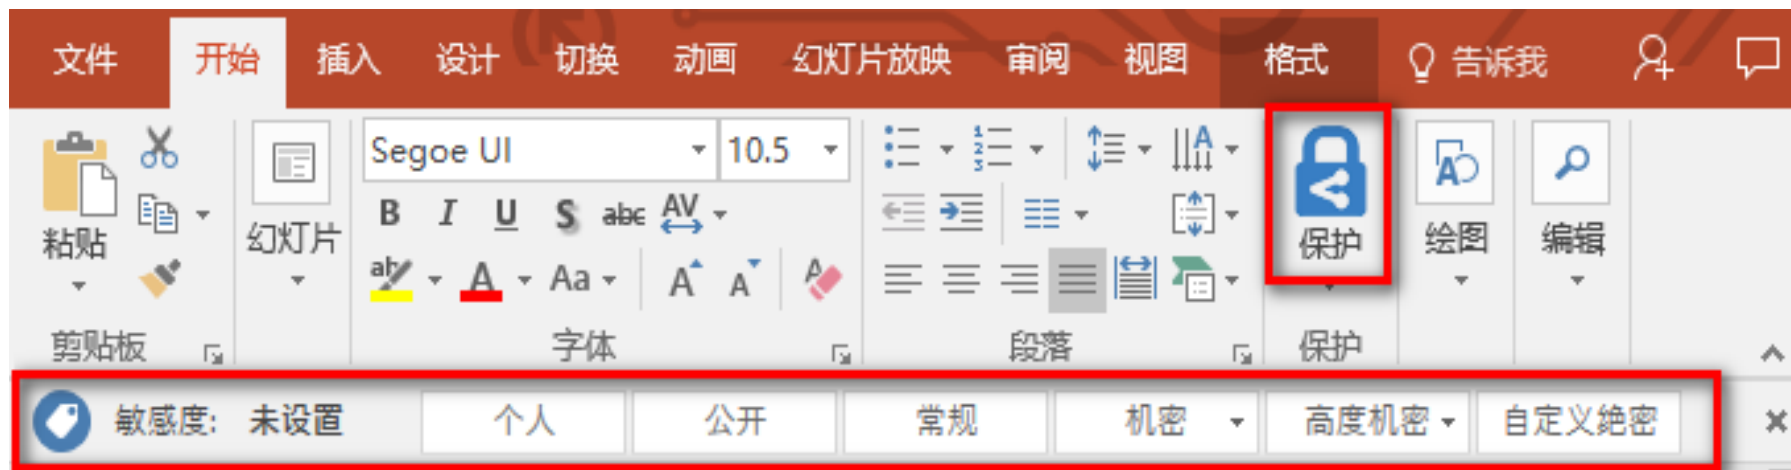 文件 开始 插入 设计 切换 动画 幻灯片放映 审阅 视图 格式 告诉我
Segoe UI 10.5
B I U S abc AV
粘贴 幻灯片 保护 绘图 编辑
aby A Aa A A A
剪贴板 字体 段落 保护
敏感度: 未设置 个人 公开 常规 机密 高度机密 自定义绝密